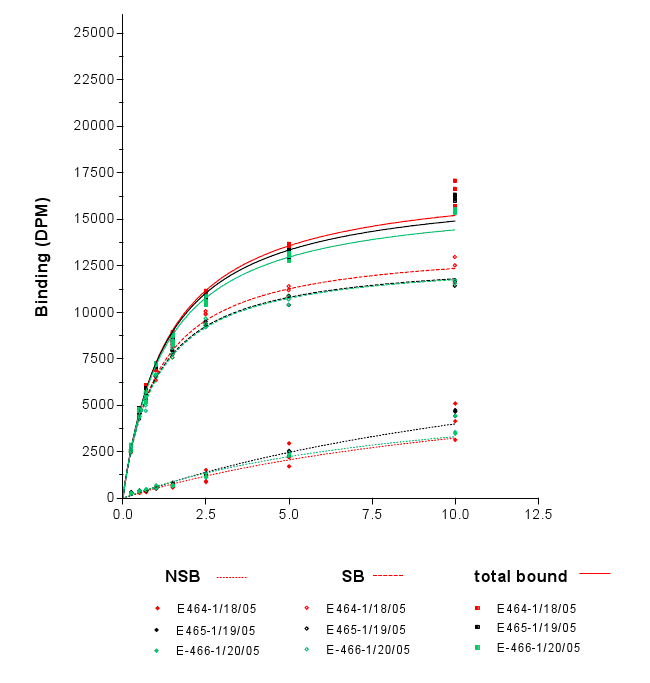 25000
22500
20000
17500
15000
12500
10000
7500
5000
2500
0
Binding (DPM)
0.0 2.5 5.0 7.5 10.0 12.5
NSB SB total bound
E464-1/18/05 E464-1/18/05 E464-1/18/05
E465-1/19/05 E465-1/19/05 E465-1/19/05
E-466-1/20/05 E-466-1/20/05 E-466-1/20/05